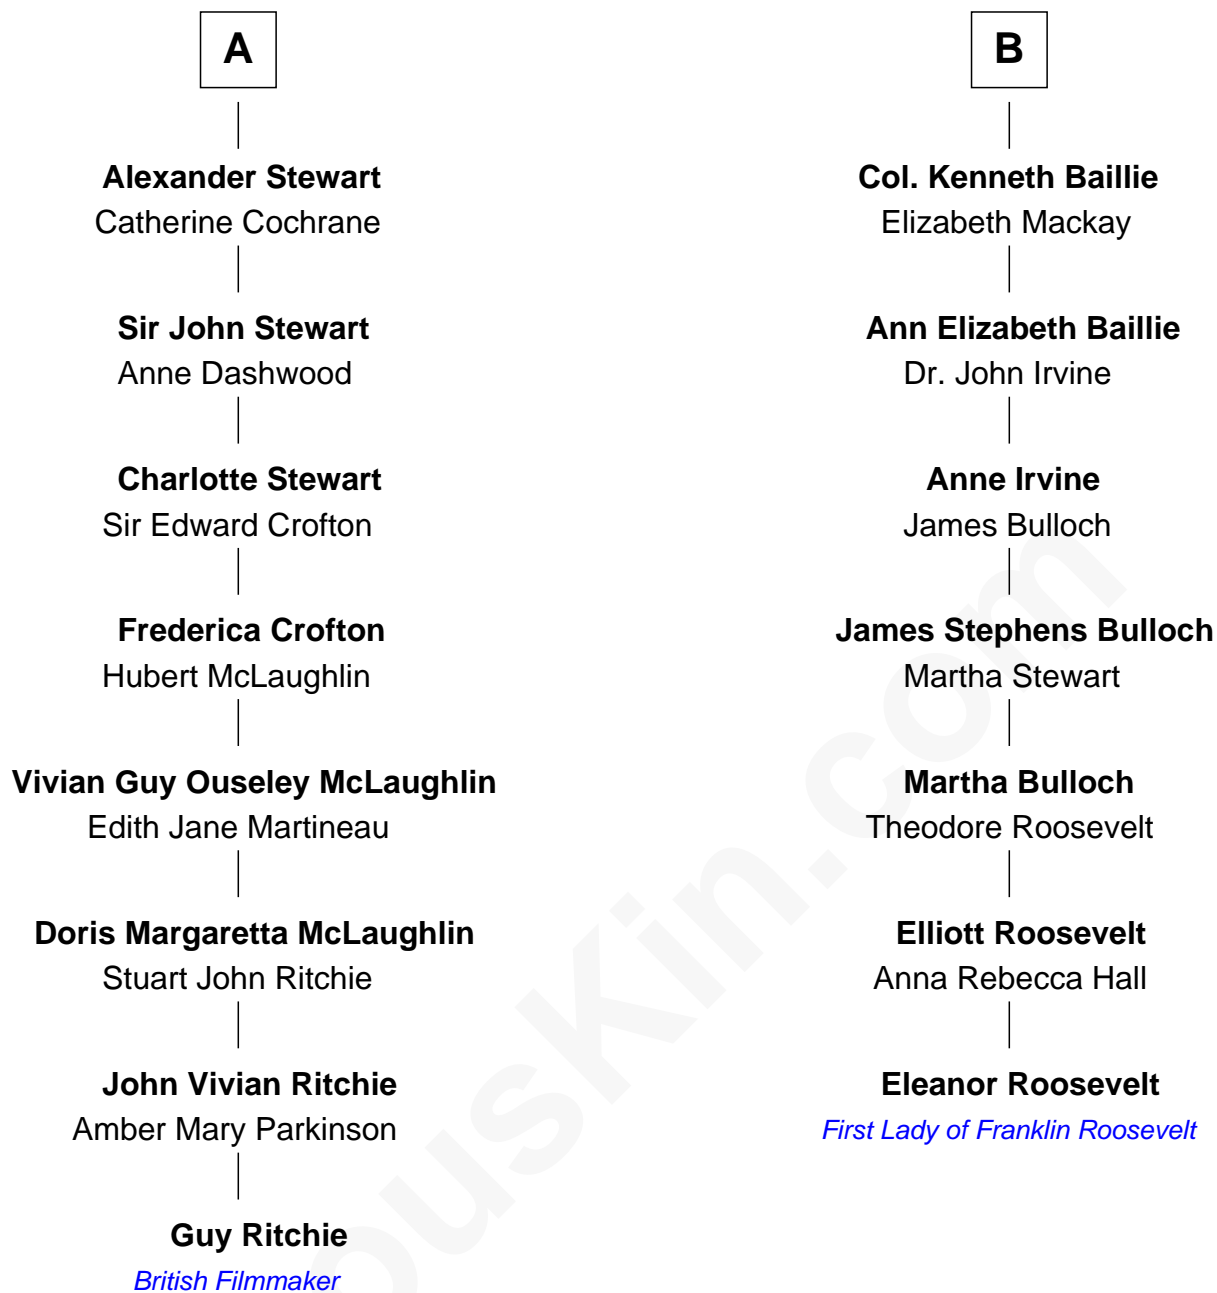 A
Alexander Stewart
Catherine Cochrane
Sir John Stewart
Anne Dashwood
Charlotte Stewart
Sir Edward Crofton
Frederica Crofton
Hubert McLaughlin
Vivian Guy Ouseley McLaughlin
Edith Jane Martineau
Doris Margaretta McLaughlin
Stuart John Ritchie
John Vivian Ritchie
Amber Mary Parkinson
Guy Ritchie
British Filmmaker
B
Col. Kenneth Baillie
Elizabeth Mackay
Ann Elizabeth Baillie
Dr. John Irvine
Anne Irvine
James Bulloch
James Stephens Bulloch
Martha Stewart
Martha Bulloch
Theodore Roosevelt
Elliott Roosevelt
Anna Rebecca Hall
Eleanor Roosevelt
First Lady of Franklin Roosevelt
ousKin.com